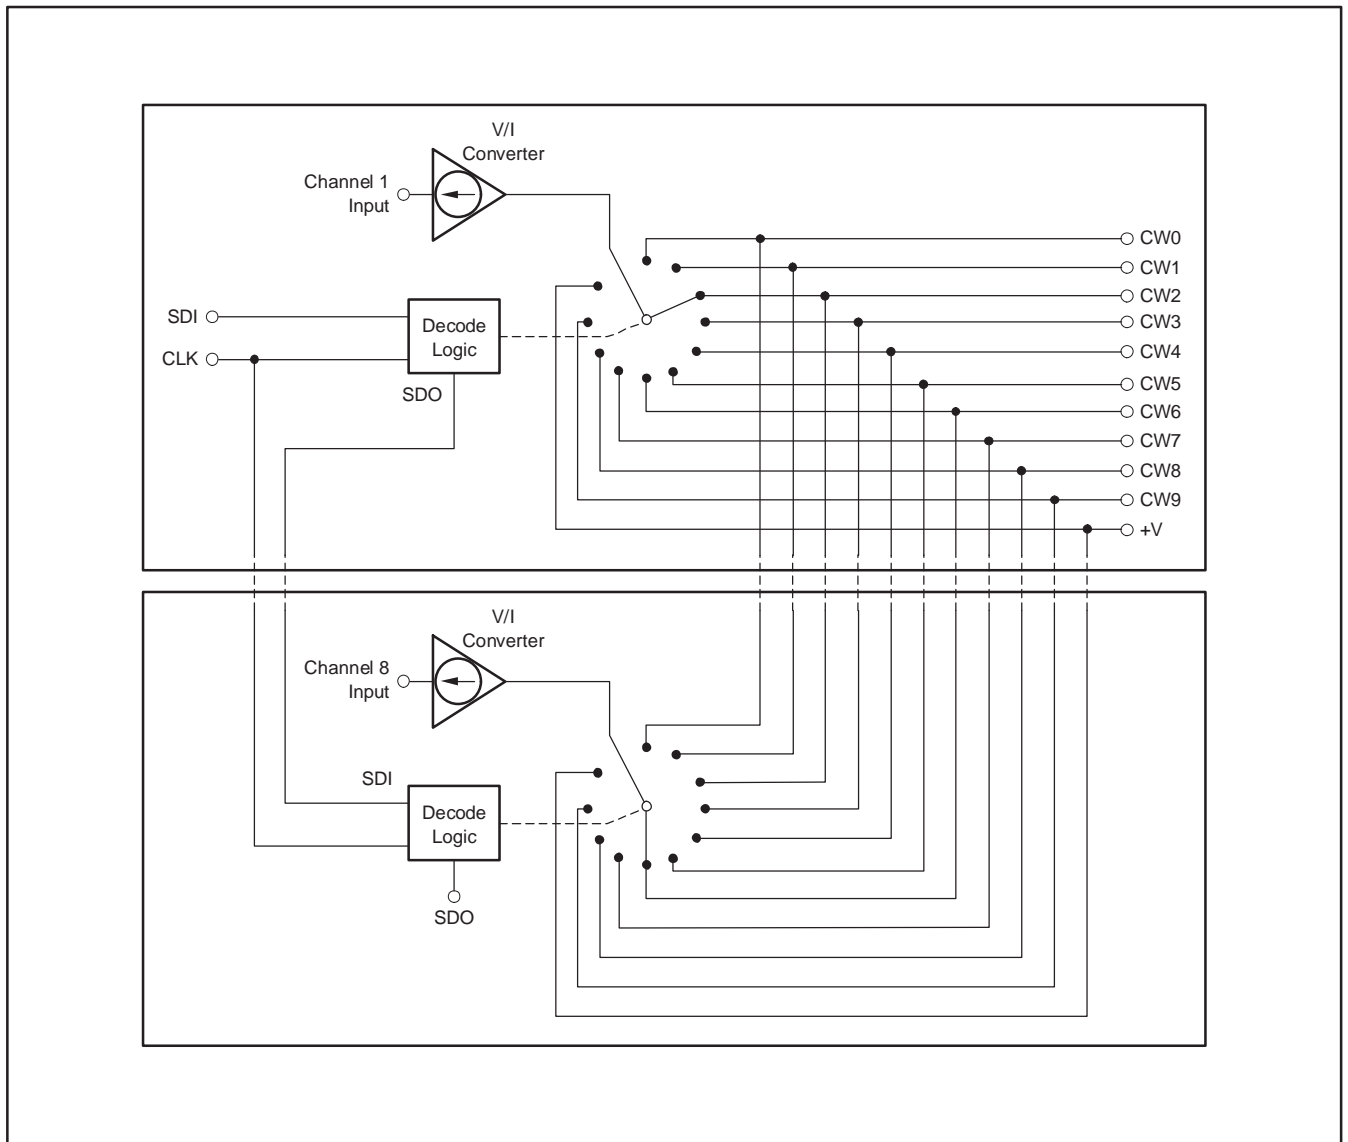 V/I
Converter
Channel 1
Input
CW0
CW1
CW2
SDI
CW3
Decode
Logic
CLK
CW4
CW5
SDO
CW6
CW7
CW8
CW9
+V
V/I
Converter
Channel 8
Input
SDI
Decode
Logic
SDO